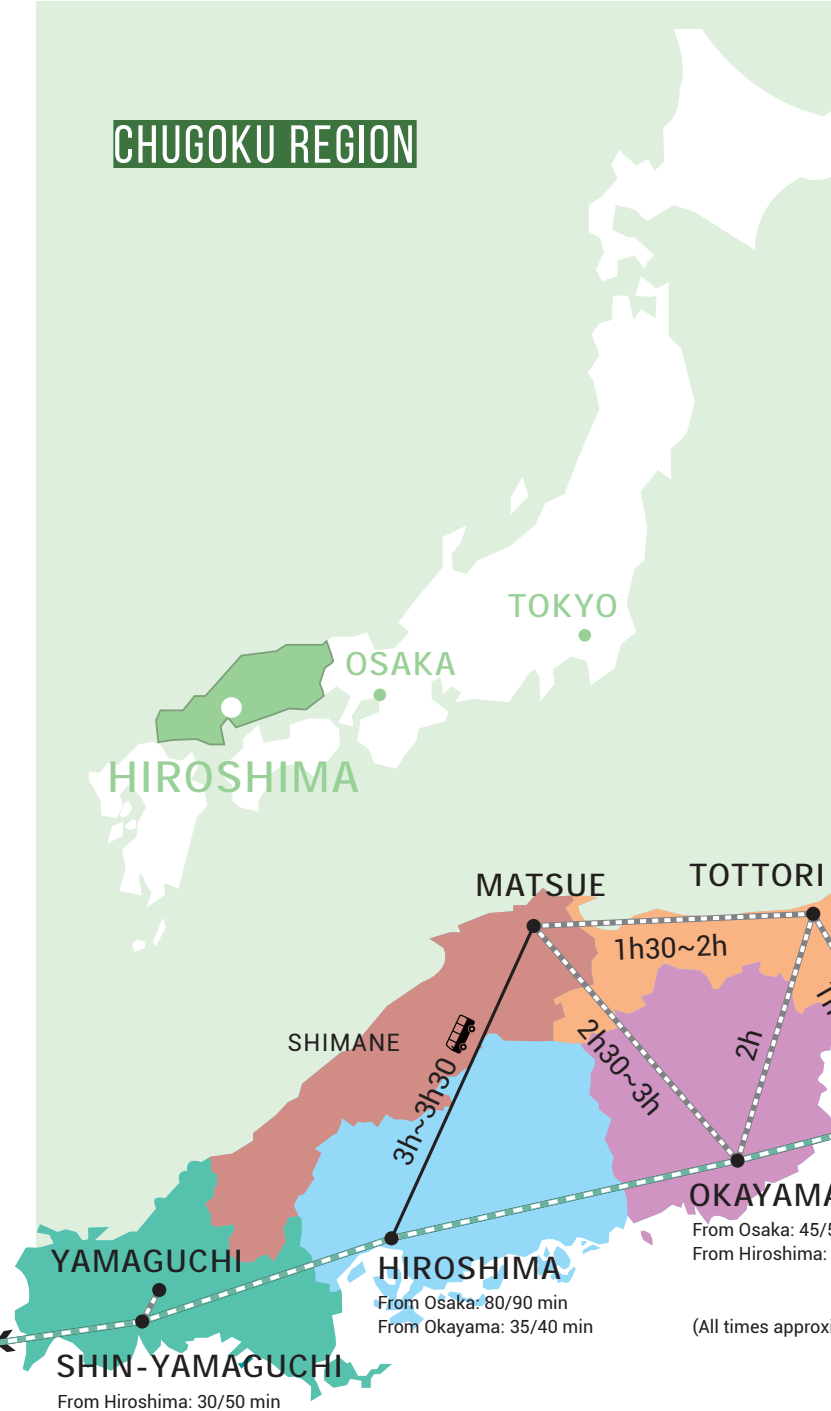 CHUGOKU REGION
TOKYO
OSAKA
HIROSHIMA
MATSUE
TOTTORI
1h30~2h
SHIMANE
3h~3h30
2h30~3h
2h
OKAYAMA
From Osaka: 45/5
From Hiroshima:
YAMAGUCHI
HIROSHIMA
From Osaka: 80/90 min
From Okayama: 35/40 min
(All times approxi
SHIN-YAMAGUCHI
From Hiroshima: 30/50 min